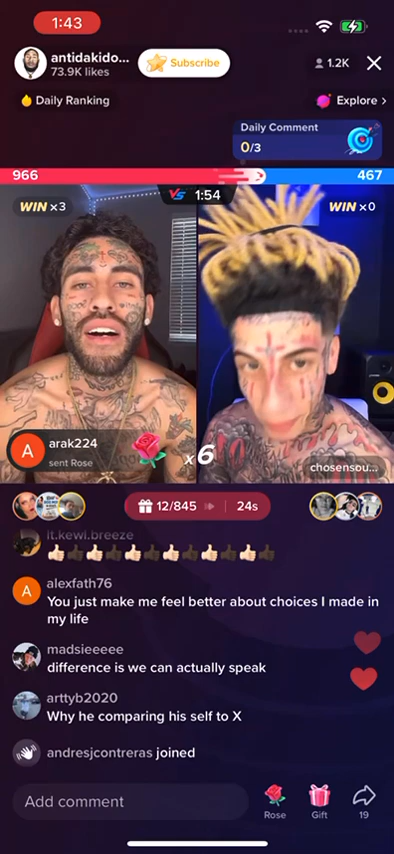 1:43
antidakido...
73.9K likes
Subscribe
1.2K
Daily Ranking
Explore >
Daily Comment
0/3
966
467
VS 1:54
WIN x3
WIN x0
A
arak224
sent Rose
x6
chosensou...
12/845
24s
lt.kewl.breeze
A
alexfath76
You just make me feel better about choices I made in
my life
madsieeeee
difference is we can actually speak
arttyb2020
Why he comparing his self to X
andresjcontreras joined
Add comment
Rose
Gift
19